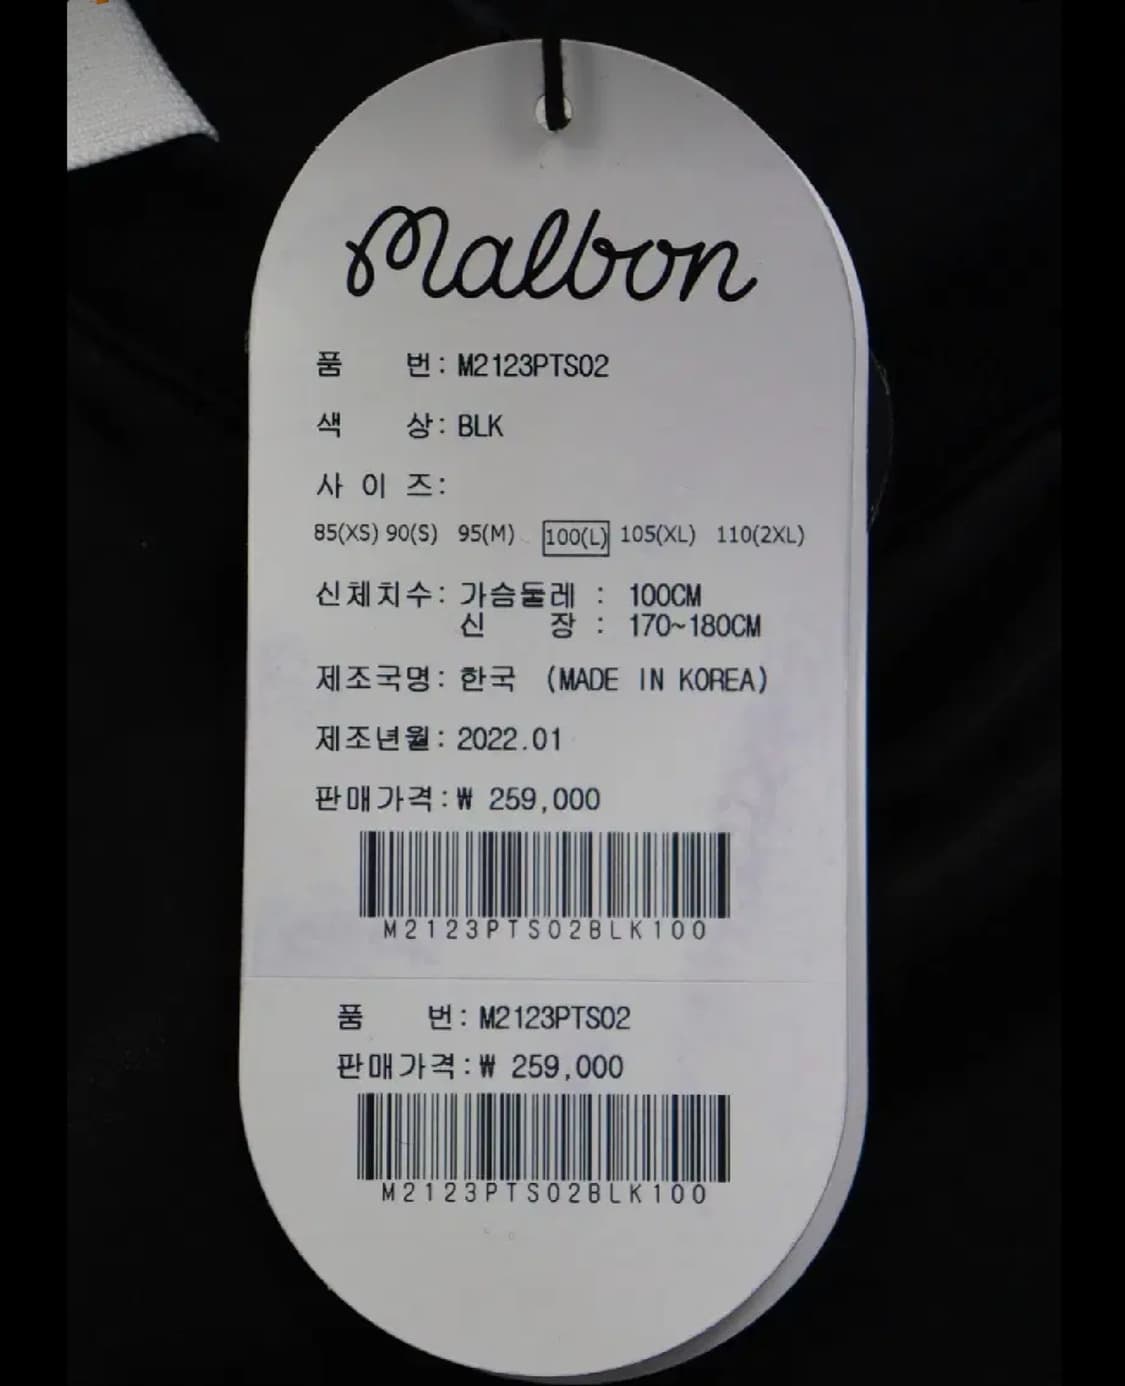 Malbon
품 번: M2123PTS02
색 상: BLK
사 이 즈:
85(XS) 90(S) 95(M) 100(L) 105(XL) 110(2XL)
신체치수: 가슴둘레 : 100CM
신 장 : 170~180CM
제조국명: 한국 (MADE IN KOREA)
제조년월: 2022.01
판매가격:₩ 259,000
M2123PTS02BLK100
품 번: M2123PTS02
판매가격:₩ 259,000
M2123PTS02BLK100